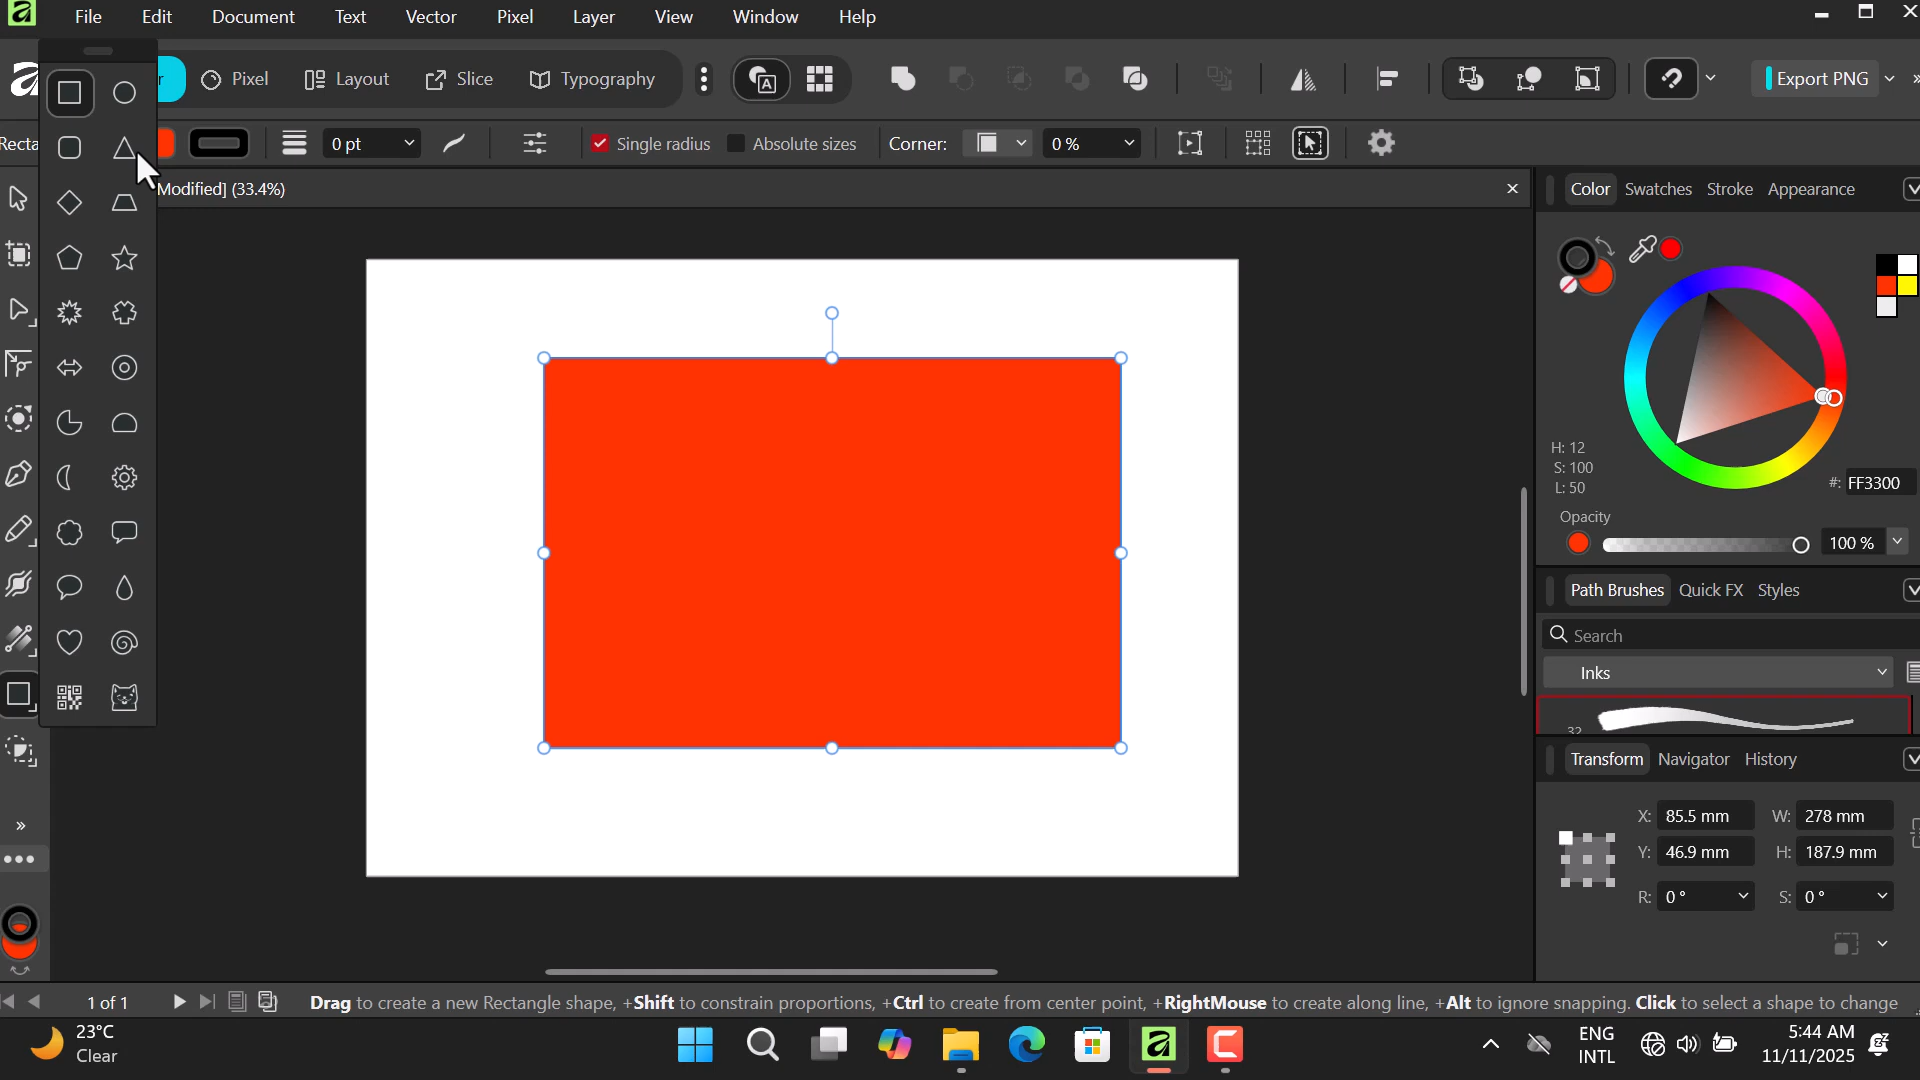 File Edit Document Text Vector Pixel Layer View Window Help
r Pixel Layout Slice Typography Export PNG »
Recta 0 pt Single radius Absolute sizes Corner: 0 %
Modified] (33.4%)
Color Swatches Stroke Appearance
H: 12
S: 100
L: 50
#: FF3300
Opacity
100 %
Path Brushes Quick FX Styles
Search
Inks
32
Transform Navigator History
X: 85.5 mm W: 278 mm
Y: 46.9 mm H: 187.9 mm
R: 0 ° S: 0 °
»
1 of 1
Drag to create a new Rectangle shape, +Shift to constrain proportions, +Ctrl to create from center point, +RightMouse to create along line, +Alt to ignore snapping. Click to select a shape to change
23°C
Clear
ENG
INTL
5:44 AM
11/11/2025